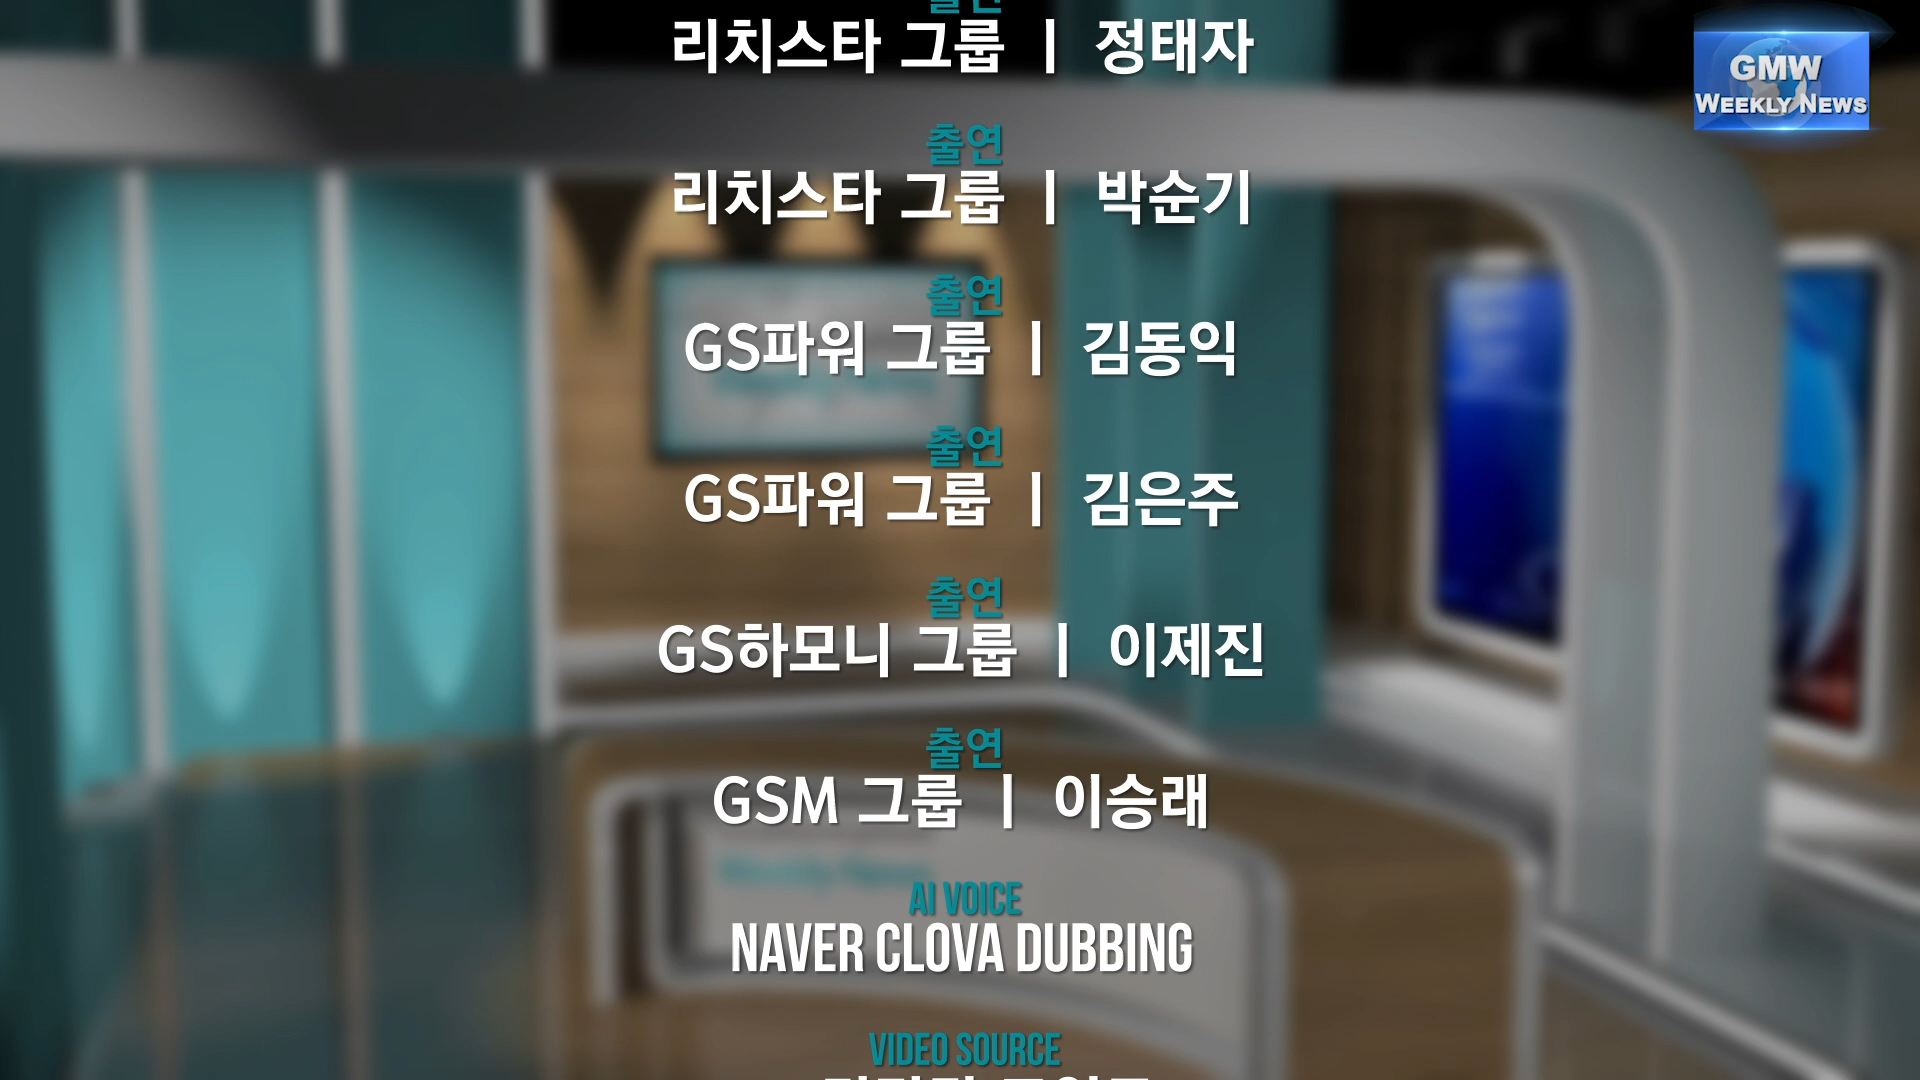 출연
리치스타 그룹 ㅣ 정태자
GMW
WEEKLY NEWS
출연
리치스타 그룹 ㅣ 박순기
출연
GS파워 그룹 ㅣ 김동익
출연
GS파워 그룹 ㅣ 김은주
출연
GS하모니 그룹 ㅣ 이제진
출연
GSM 그룹 ㅣ 이승래
AI VOICE
NAVER CLOVA DUBBING
VIDEO SOURCE